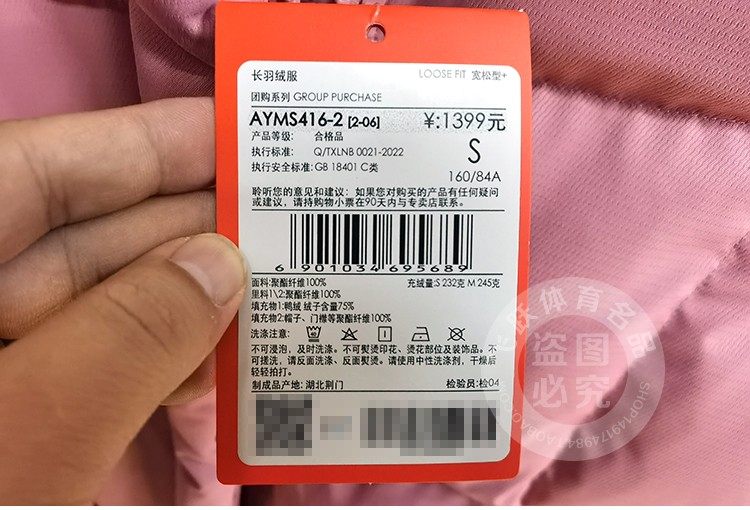 长羽绒服
LOOSE FIT 宽松型+
团购系列 GROUP PURCHASE
AYMS416-2 [2-06] ¥:1399元
产品等级: 合格品
执行标准: Q/TXLNB 0021-2022 S
执行安全标准:GB 18401 C类 160/84A
聆听您的意见和建议：如果您对购买的产品有任何疑问
或建议，请持购物小票在90天内与专卖店联系。
6 901034 695689
面料:聚酯纤维100% 充绒量:S 232克 M 245克
里料1\2:聚酯纤维100%
填充物1:鸭绒 绒子含量75%
填充物2:帽子、门襟等聚酯纤维100%
洗涤注意:
不可浸泡，及时洗涤。不可熨烫印花、烫花部位及装饰品。不
可搓洗，请反面洗涤、反面熨烫。请使用中性洗涤剂，干燥后
轻轻拍打。
制成品产地: 湖北荆门 检验员:检04
跃体育名品
盗图
必究